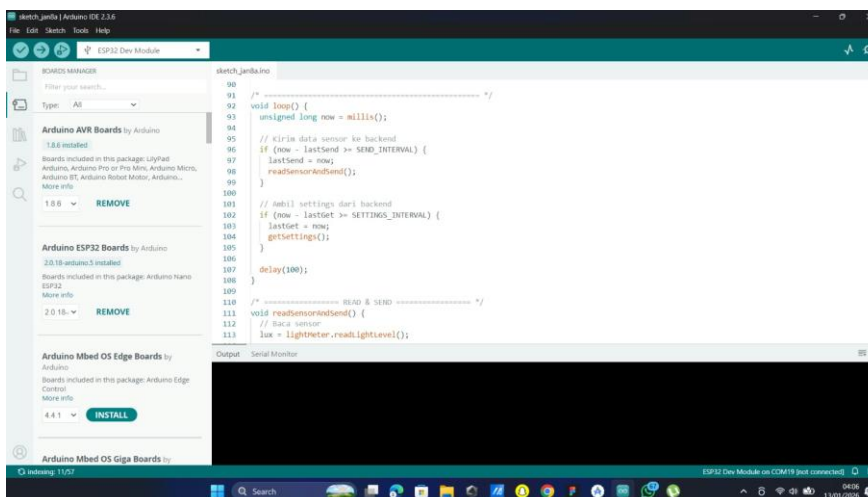 sketch_jan8a | Arduino IDE 2.3.6
File Edit Sketch Tools Help
ESP32 Dev Module
BOARDS MANAGER
Filter your search...
Type: All
Arduino AVR Boards by Arduino
1.8.6 installed
Boards included in this package: LilyPad
Arduino, Arduino Pro or Pro Mini, Arduino Micro,
Arduino BT, Arduino Robot Motor, Arduino...
More info
1.8.6 REMOVE
Arduino ESP32 Boards by Arduino
2.0.18-arduino.5 installed
Boards included in this package: Arduino Nano
ESP32
More info
2.0.18- REMOVE
Arduino Mbed OS Edge Boards by
Arduino
Boards included in this package: Arduino Edge
Control
More info
4.4.1 INSTALL
Arduino Mbed OS Giga Boards by
sketch_jan8a.ino
90
91 /* ================================================ */
92 void loop() {
93 unsigned long now = millis();
94
95 // Kirim data sensor ke backend
96 if (now - lastSend >= SEND_INTERVAL) {
97 lastSend = now;
98 readSensorAndSend();
99 }
100
101 // Ambil settings dari backend
102 if (now - lastGet >= SETTINGS_INTERVAL) {
103 lastGet = now;
104 getSettings();
105 }
106
107 delay(100);
108 }
109
110 /* ================= READ & SEND ================= */
111 void readSensorAndSend() {
112 // Baca sensor
113 lux = lightMeter.readLightLevel();
Output Serial Monitor
indexing: 11/57
ESP32 Dev Module on COM19 [not connected]
Search
04:06
13/01/2026